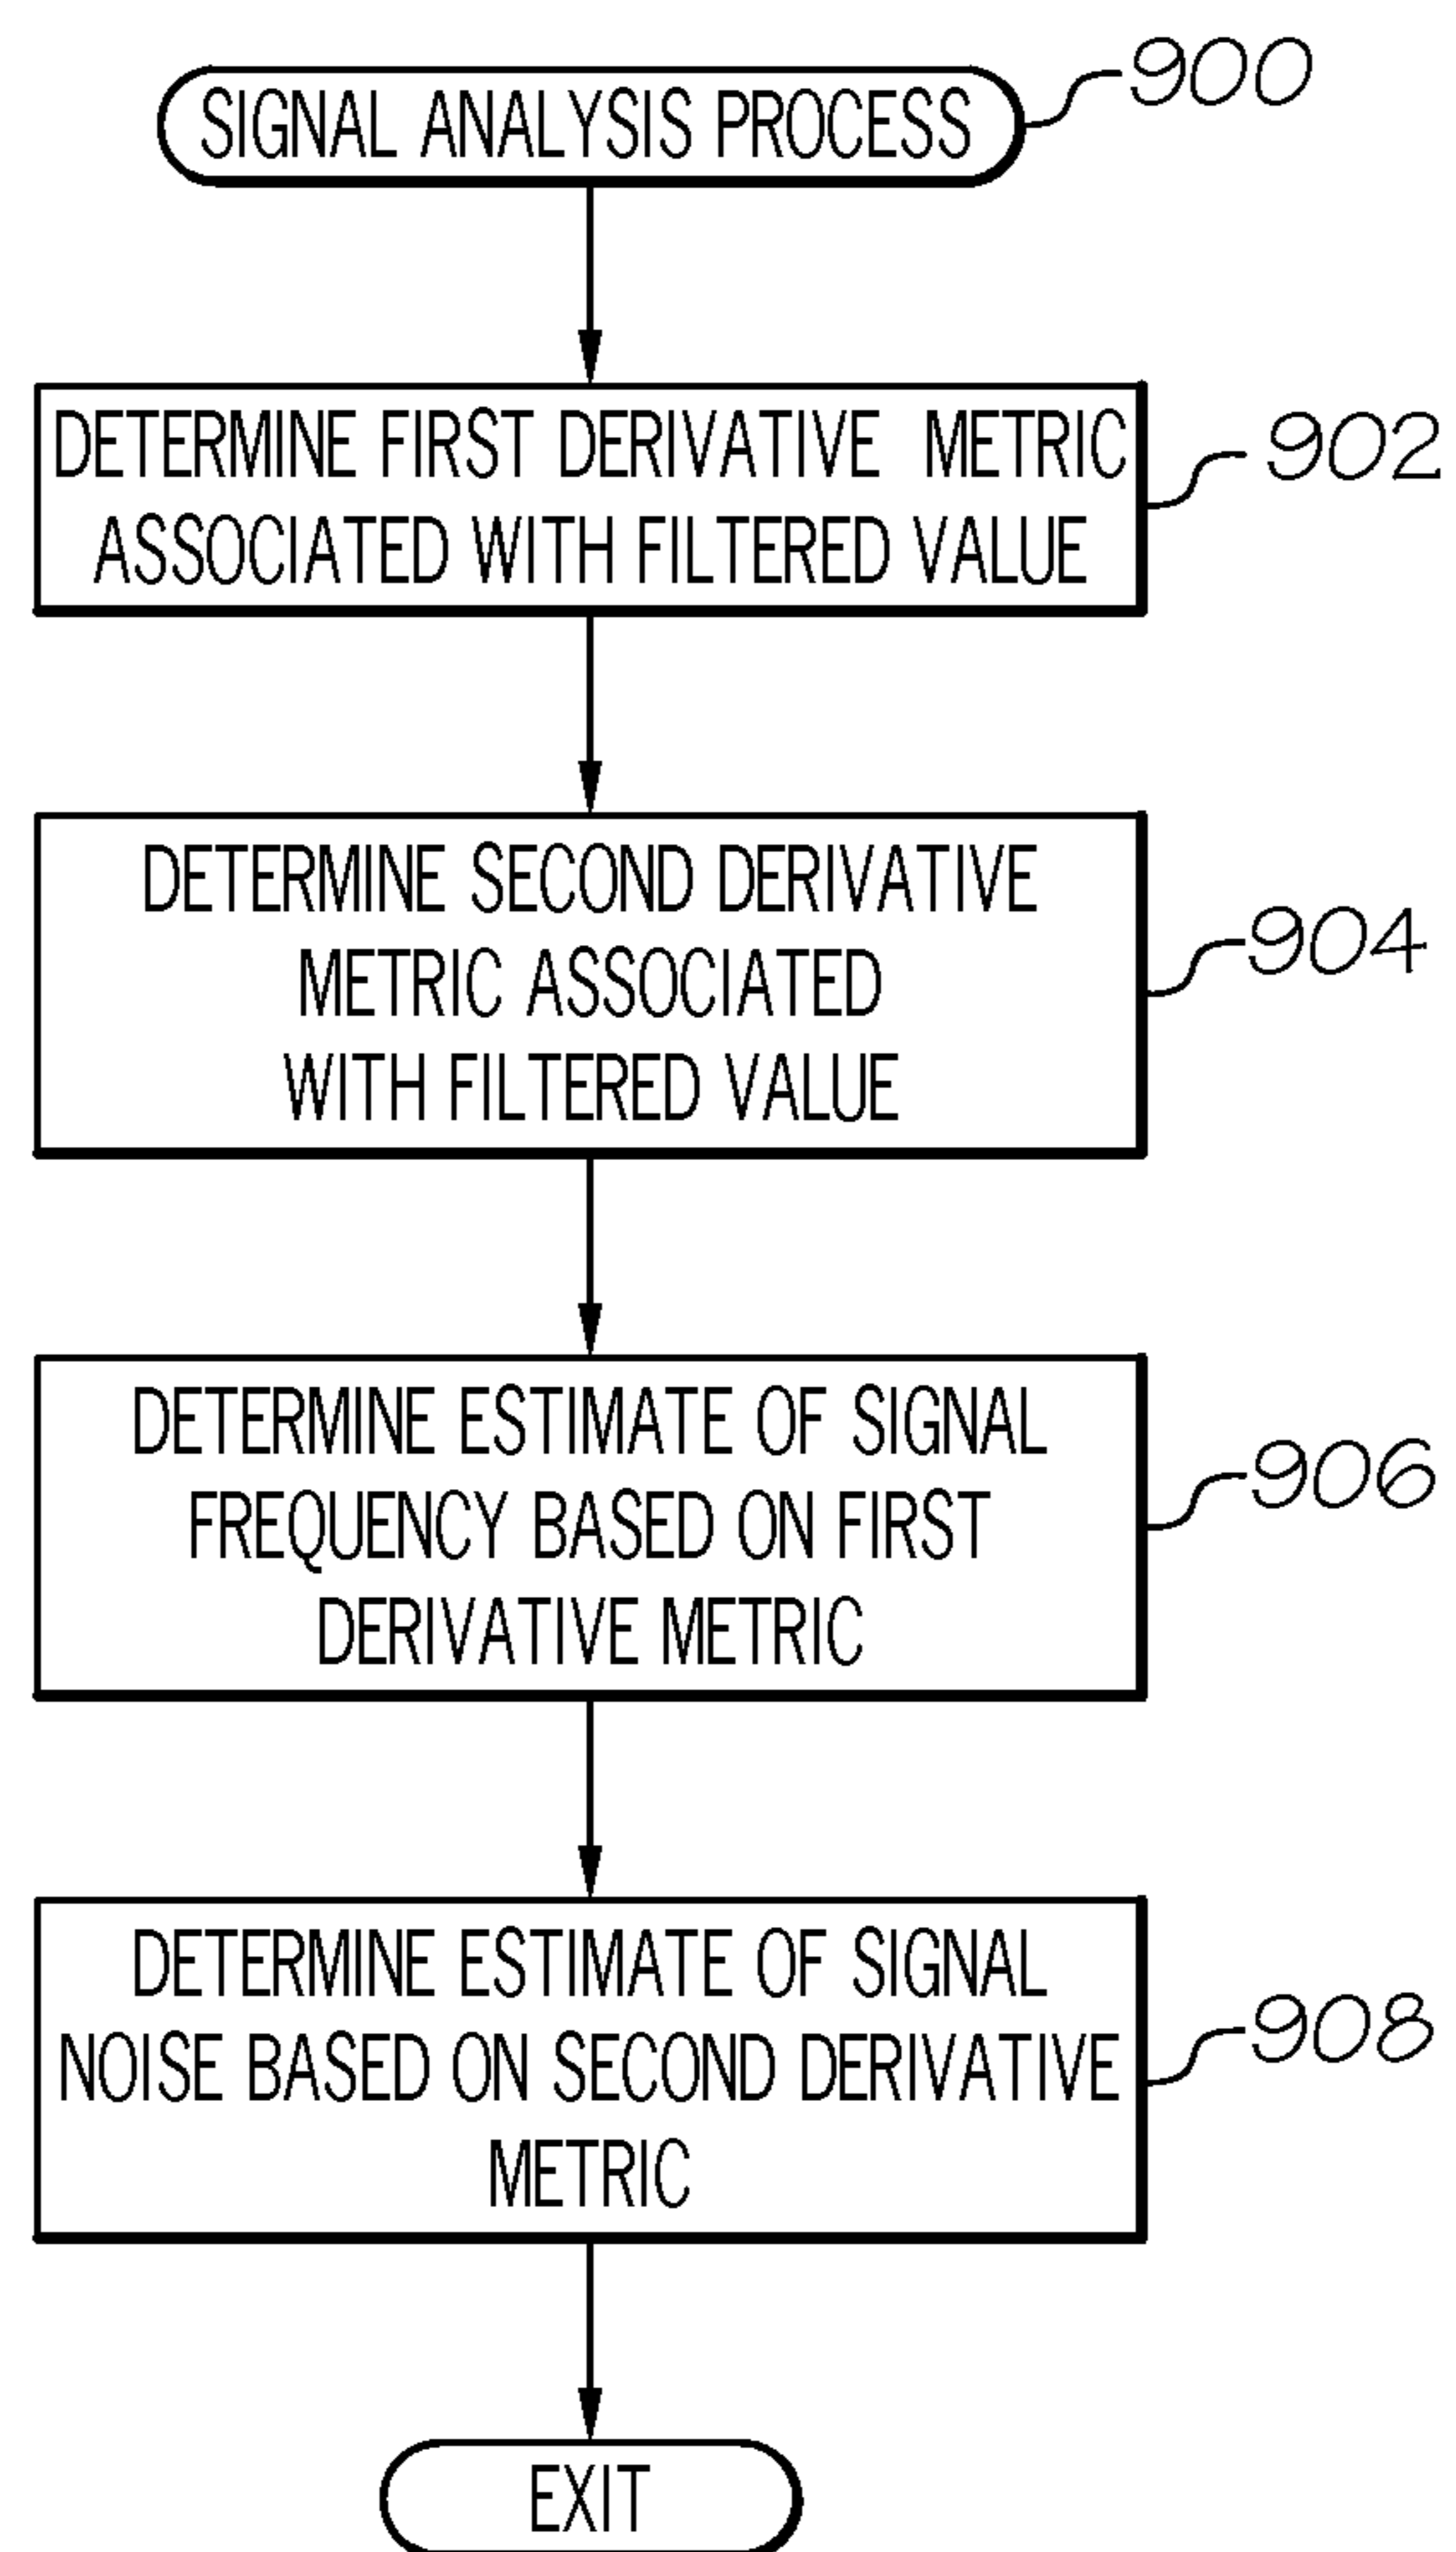 SIGNAL ANALYSIS PROCESS
900
DETERMINE FIRST DERIVATIVE METRIC
ASSOCIATED WITH FILTERED VALUE
902
DETERMINE SECOND DERIVATIVE
METRIC ASSOCIATED
WITH FILTERED VALUE
904
DETERMINE ESTIMATE OF SIGNAL
FREQUENCY BASED ON FIRST
DERIVATIVE METRIC
906
DETERMINE ESTIMATE OF SIGNAL
NOISE BASED ON SECOND DERIVATIVE
METRIC
908
EXIT